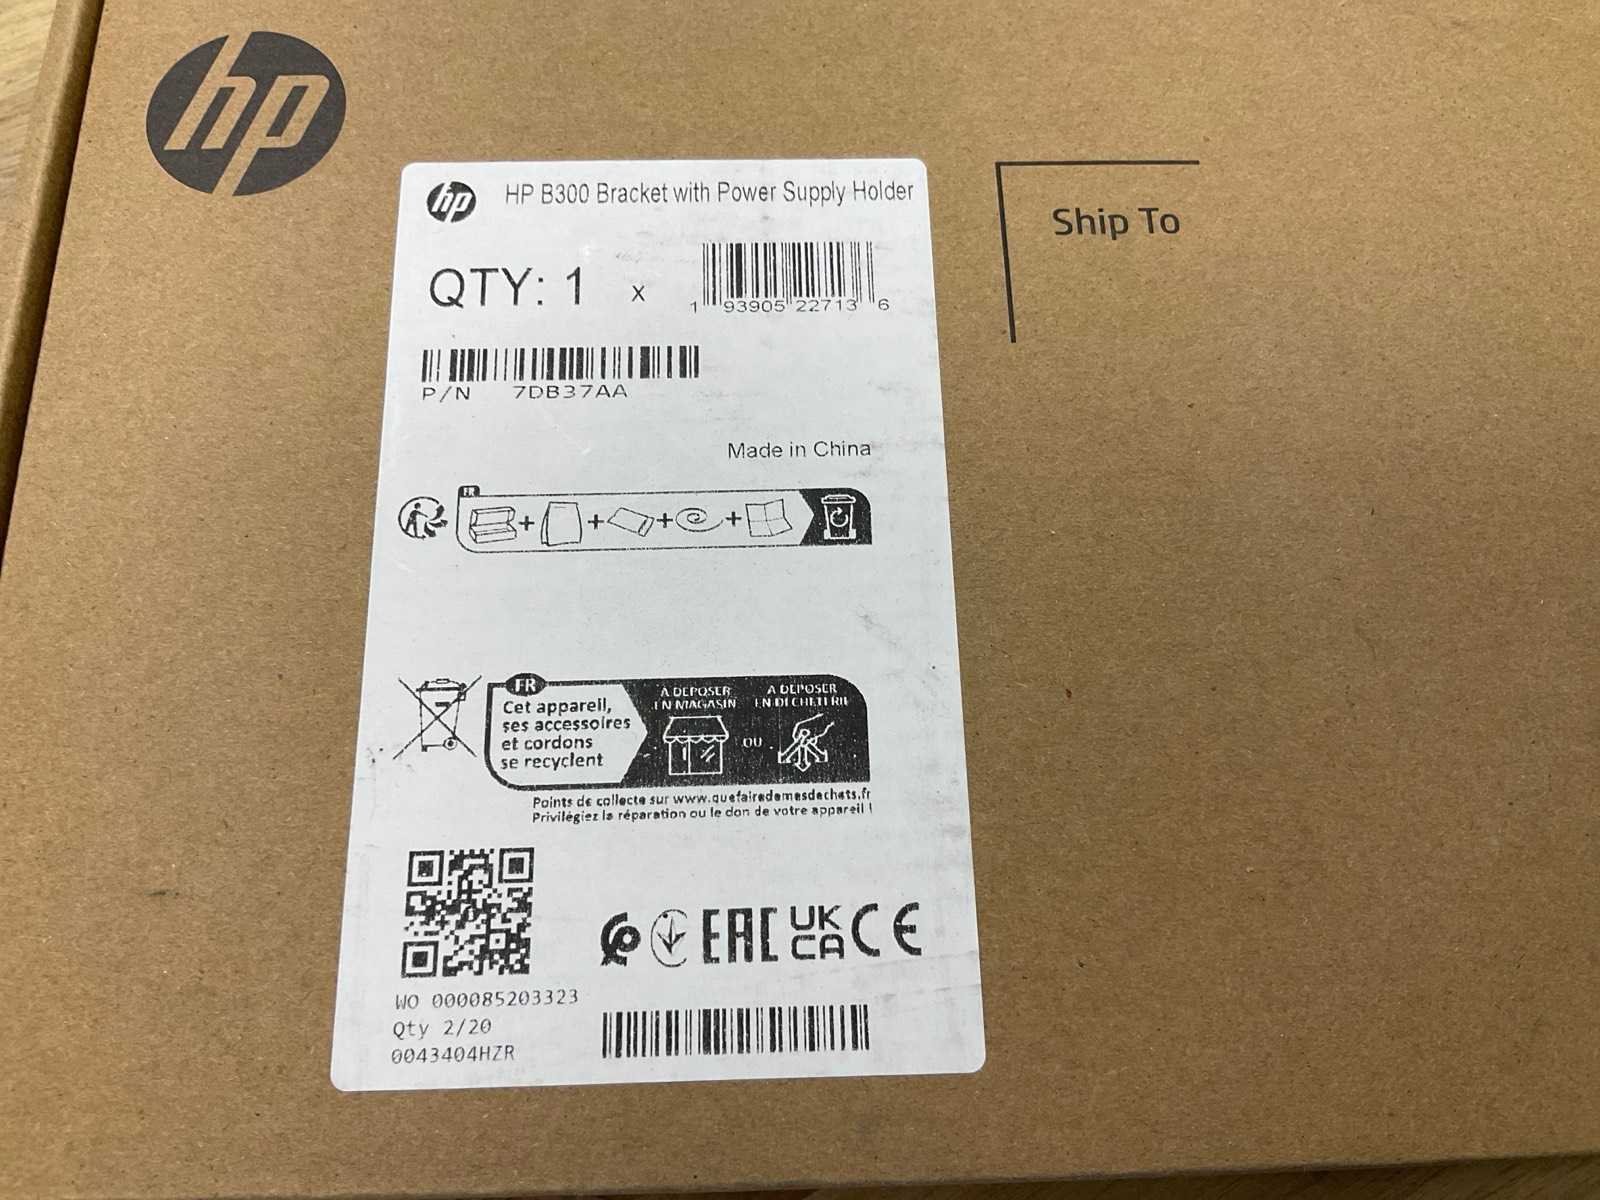 hp
hp HP B300 Bracket with Power Supply Holder
Ship To
QTY: 1 x
1 93905 22713 6
P/N 7DB37AA
Made in China
FR
FR
Cet appareil,
ses accessoires
et cordons
se recyclent
À DÉPOSER
EN MAGASIN
OU
À DÉPOSER
EN DÉCHÈTERIE
Points de collecte sur www.quefairedemesdechets.fr
Privilégiez la réparation ou le don de votre appareil !
EAC UK
CA CE
WO 000085203323
Qty 2/20
0043404HZR